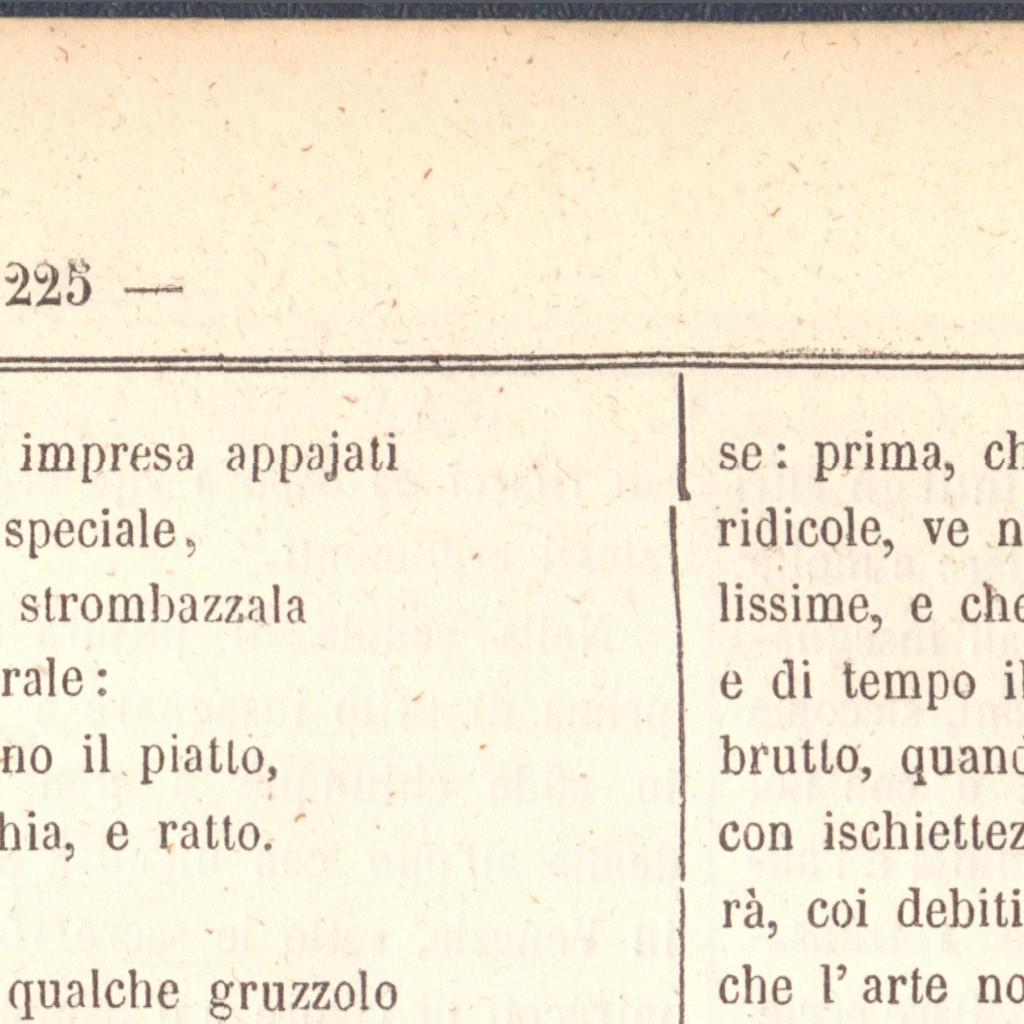 225 —
impresa appajati
speciale,
strombazzala
rale:
no il piatto,
hia, e ratto.
qualche gruzzolo
se: prima, ch
ridicole, ve n
lissime, e che
e di tempo il
brutto, quand
con ischiettez
rà, coi debiti
che l'arte no